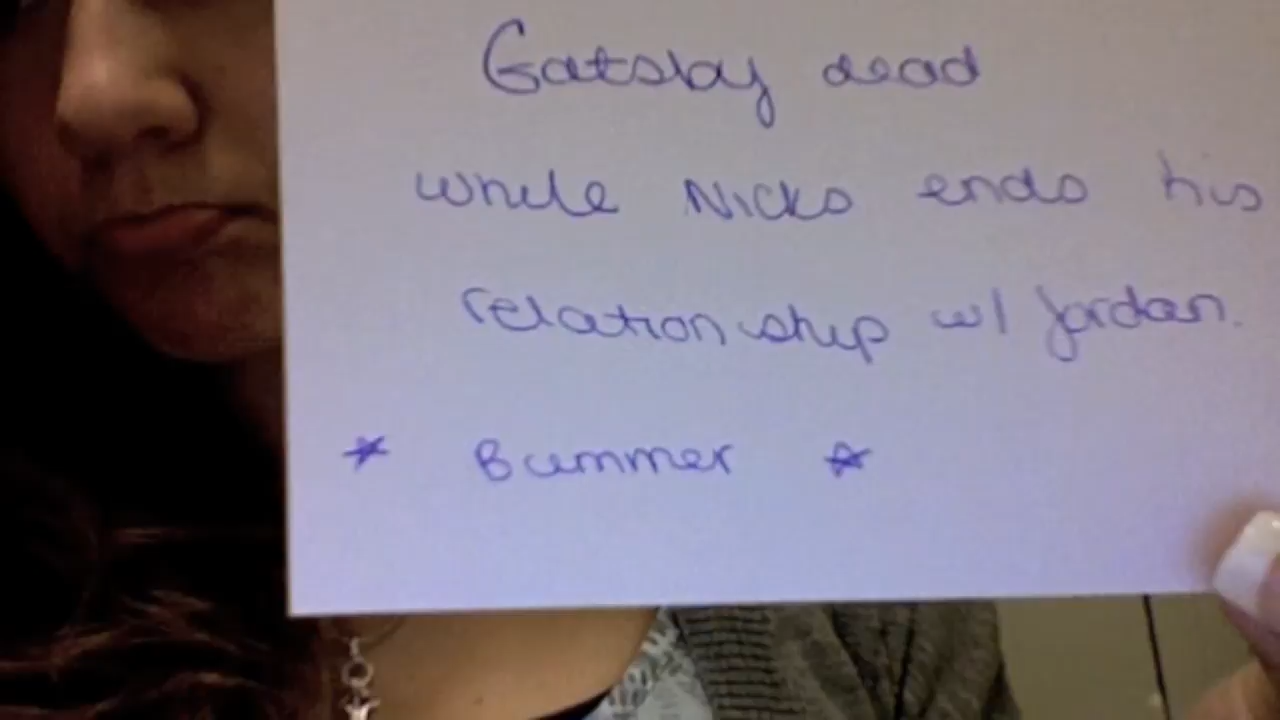 Gatsby dead
while Nicks ends his
relationship w/ Jordan.
* Bummer *